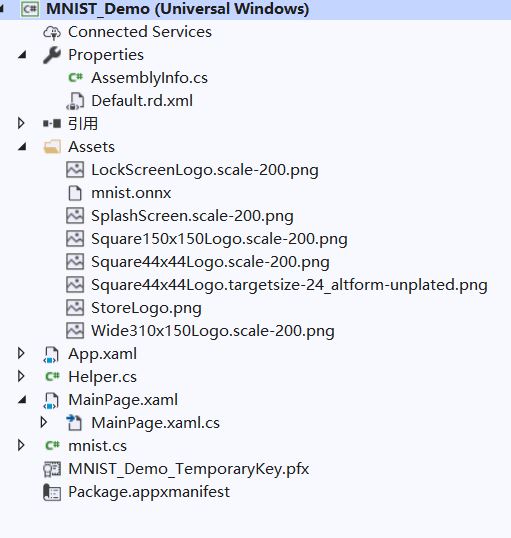 MNIST_Demo (Universal Windows)
Connected Services
Properties
C# AssemblyInfo.cs
Default.rd.xml
引用
Assets
LockScreenLogo.scale-200.png
mnist.onnx
SplashScreen.scale-200.png
Square150x150Logo.scale-200.png
Square44x44Logo.scale-200.png
Square44x44Logo.targetsize-24_altform-unplated.png
StoreLogo.png
Wide310x150Logo.scale-200.png
App.xaml
C# Helper.cs
MainPage.xaml
MainPage.xaml.cs
C# mnist.cs
MNIST_Demo_TemporaryKey.pfx
Package.appxmanifest